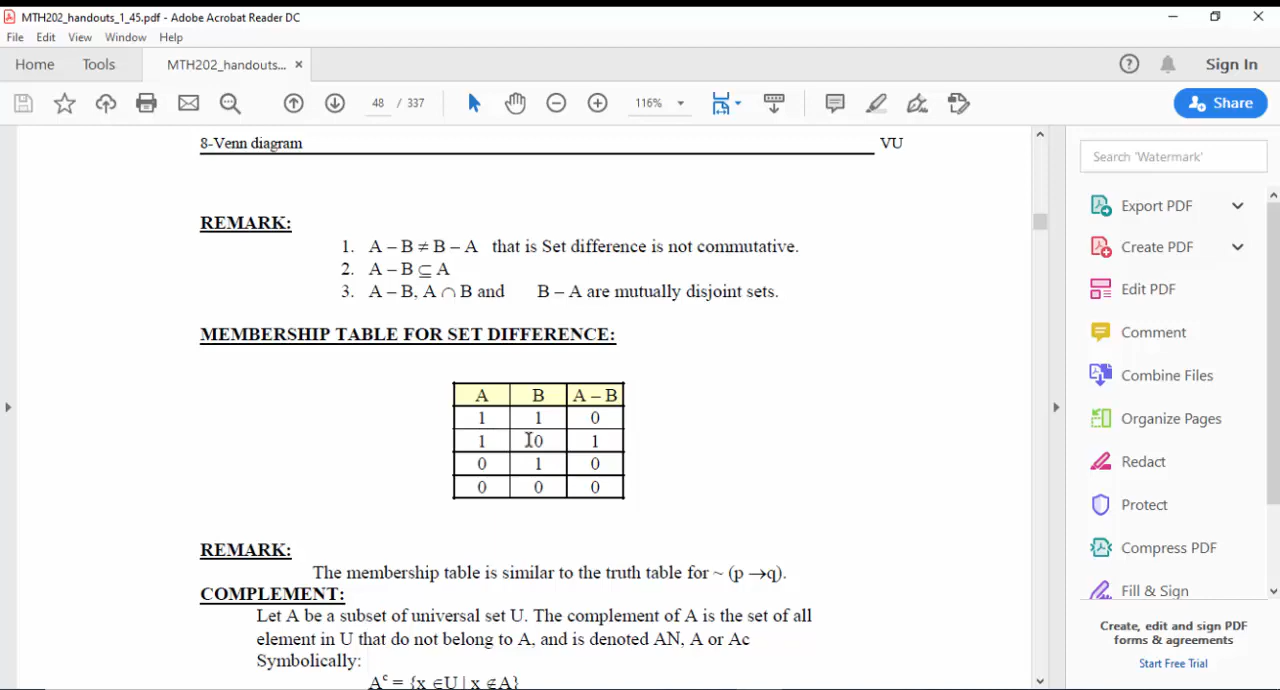 MTH202_handouts_1_45.pdf - Adobe Acrobat Reader DC
File Edit View Window Help
Home Tools MTH202_handouts... × Sign In
48 / 337 116% Share
8-Venn diagram VU
REMARK:
1. A – B ≠ B – A that is Set difference is not commutative.
2. A – B ⊆ A
3. A – B, A ∩ B and B – A are mutually disjoint sets.
MEMBERSHIP TABLE FOR SET DIFFERENCE:
A B A – B
1 1 0
1 0 1
0 1 0
0 0 0
REMARK:
The membership table is similar to the truth table for ~ (p →q).
COMPLEMENT:
Let A be a subset of universal set U. The complement of A is the set of all
element in U that do not belong to A, and is denoted AN, A or Ac
Symbolically:
Aᶜ = {x ∈U | x ∉A}
Search 'Watermark'
Export PDF
Create PDF
Edit PDF
Comment
Combine Files
Organize Pages
Redact
Protect
Compress PDF
Fill & Sign
Create, edit and sign PDF
forms & agreements
Start Free Trial